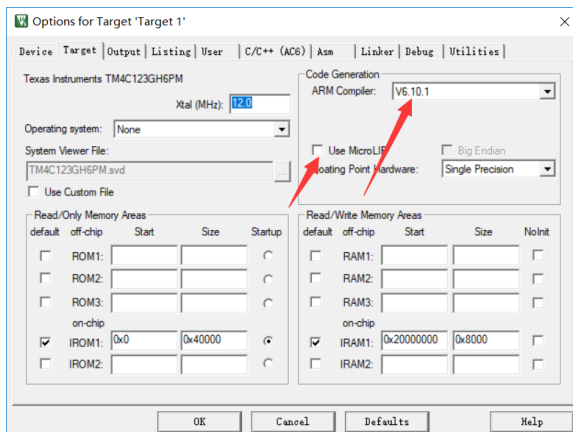 Options for Target 'Target 1'
Device Target Output Listing User C/C++ (AC6) Asm Linker Debug Utilities
Texas Instruments TM4C123GH6PM
Xtal (MHz): 12.0
Operating system: None
System Viewer File:
TM4C123GH6PM.svd
...
Use Custom File
Code Generation
ARM Compiler: V6.10.1
Use MicroLIB
Big Endian
Floating Point Hardware: Single Precision
Read/Only Memory Areas
default off-chip Start Size Startup
ROM1:
ROM2:
ROM3:
on-chip
IROM1: 0x0 0x40000
IROM2:
Read/Write Memory Areas
default off-chip Start Size NoInit
RAM1:
RAM2:
RAM3:
on-chip
IRAM1: 0x20000000 0x8000
IRAM2:
OK Cancel Defaults Help